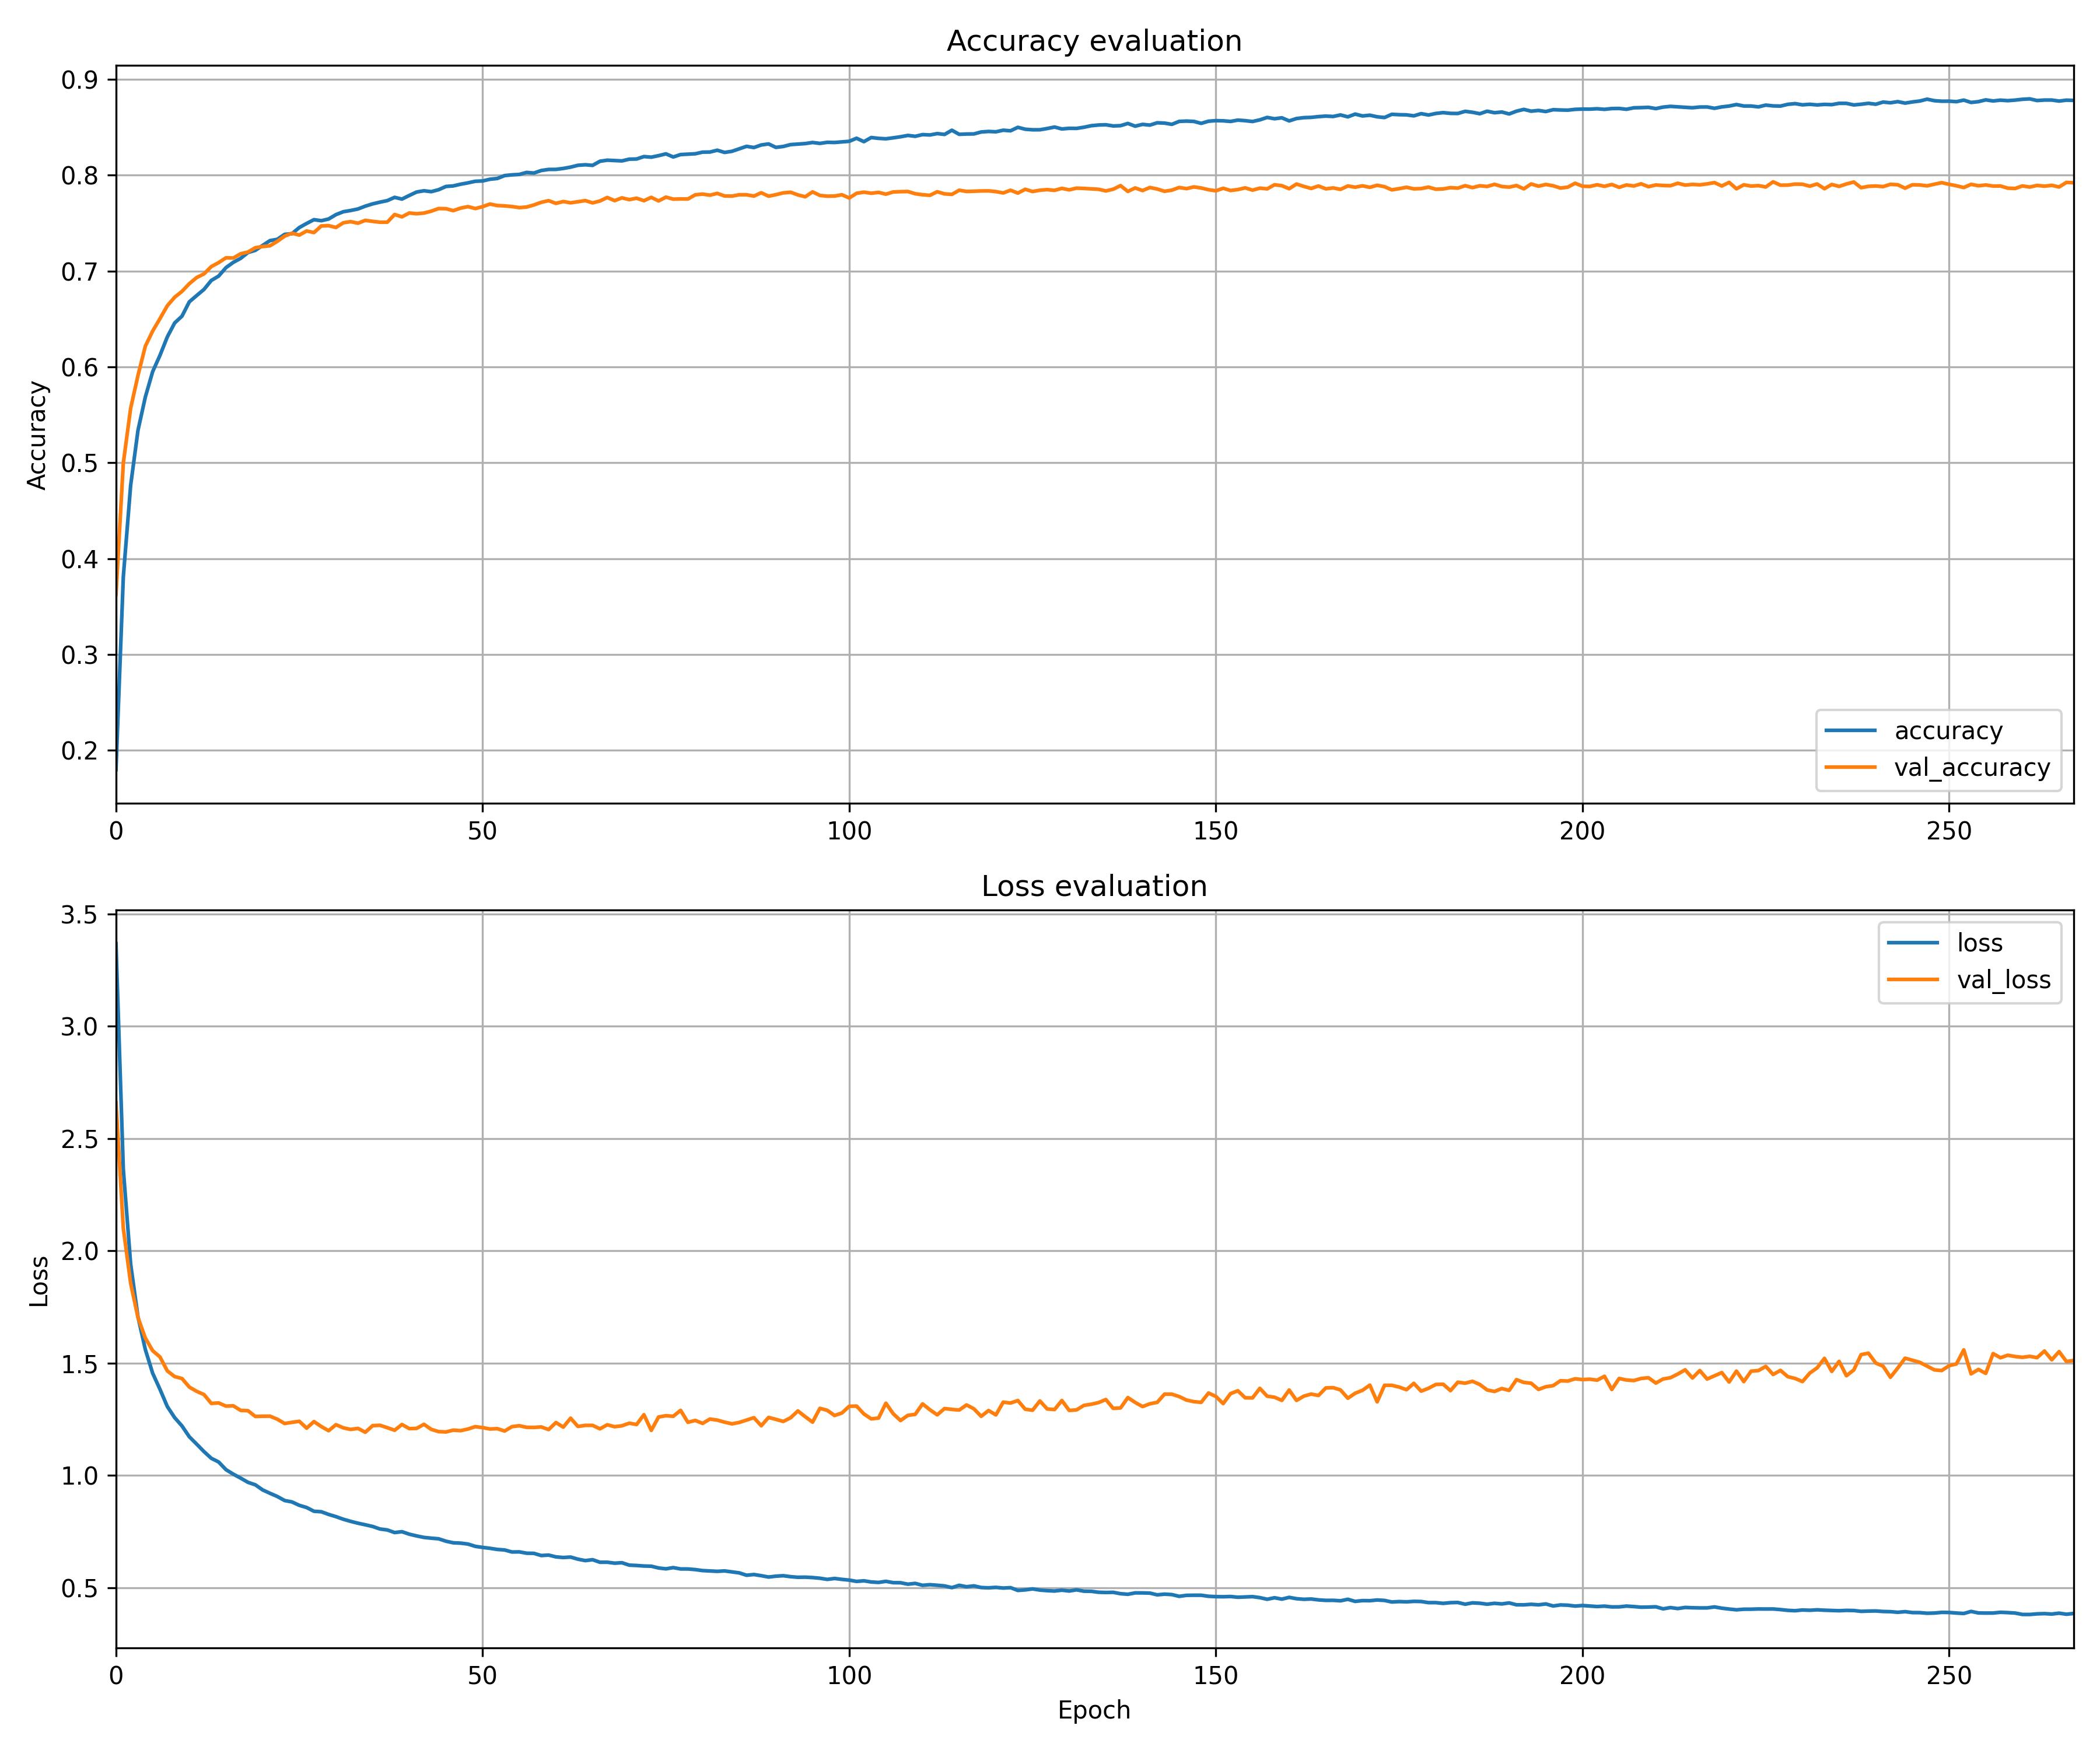 Accuracy evaluation
0.9
0.8
0.7
0.6
0.5
0.4
0.3
0.2
Accuracy
accuracy
val_accuracy
0 50 100 150 200 250
Loss evaluation
3.5
3.0
2.5
2.0
1.5
1.0
0.5
Loss
loss
val_loss
0 50 100 150 200 250
Epoch